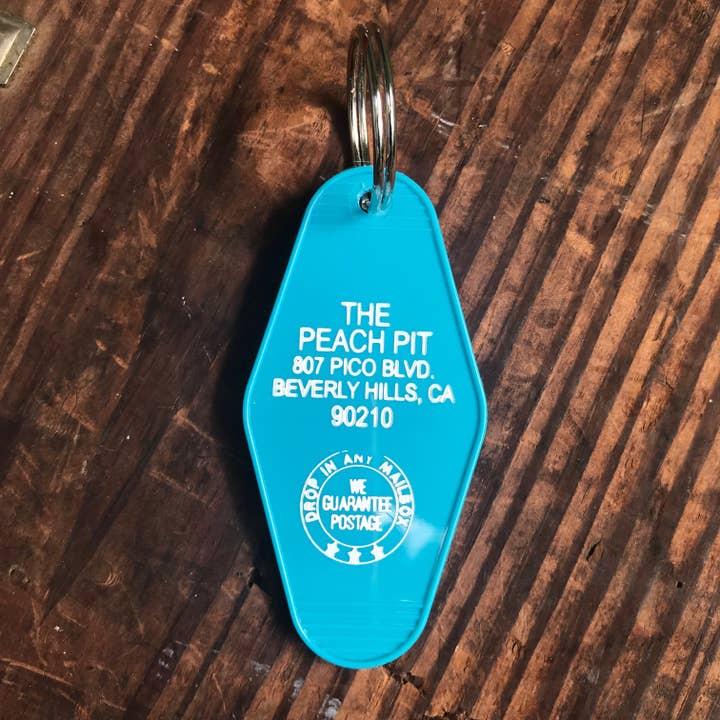 THE
PEACH PIT
807 PICO BLVD.
BEVERLY HILLS, CA
90210
DROP IN ANY MAILBOX
WE
GUARANTEE
POSTAGE